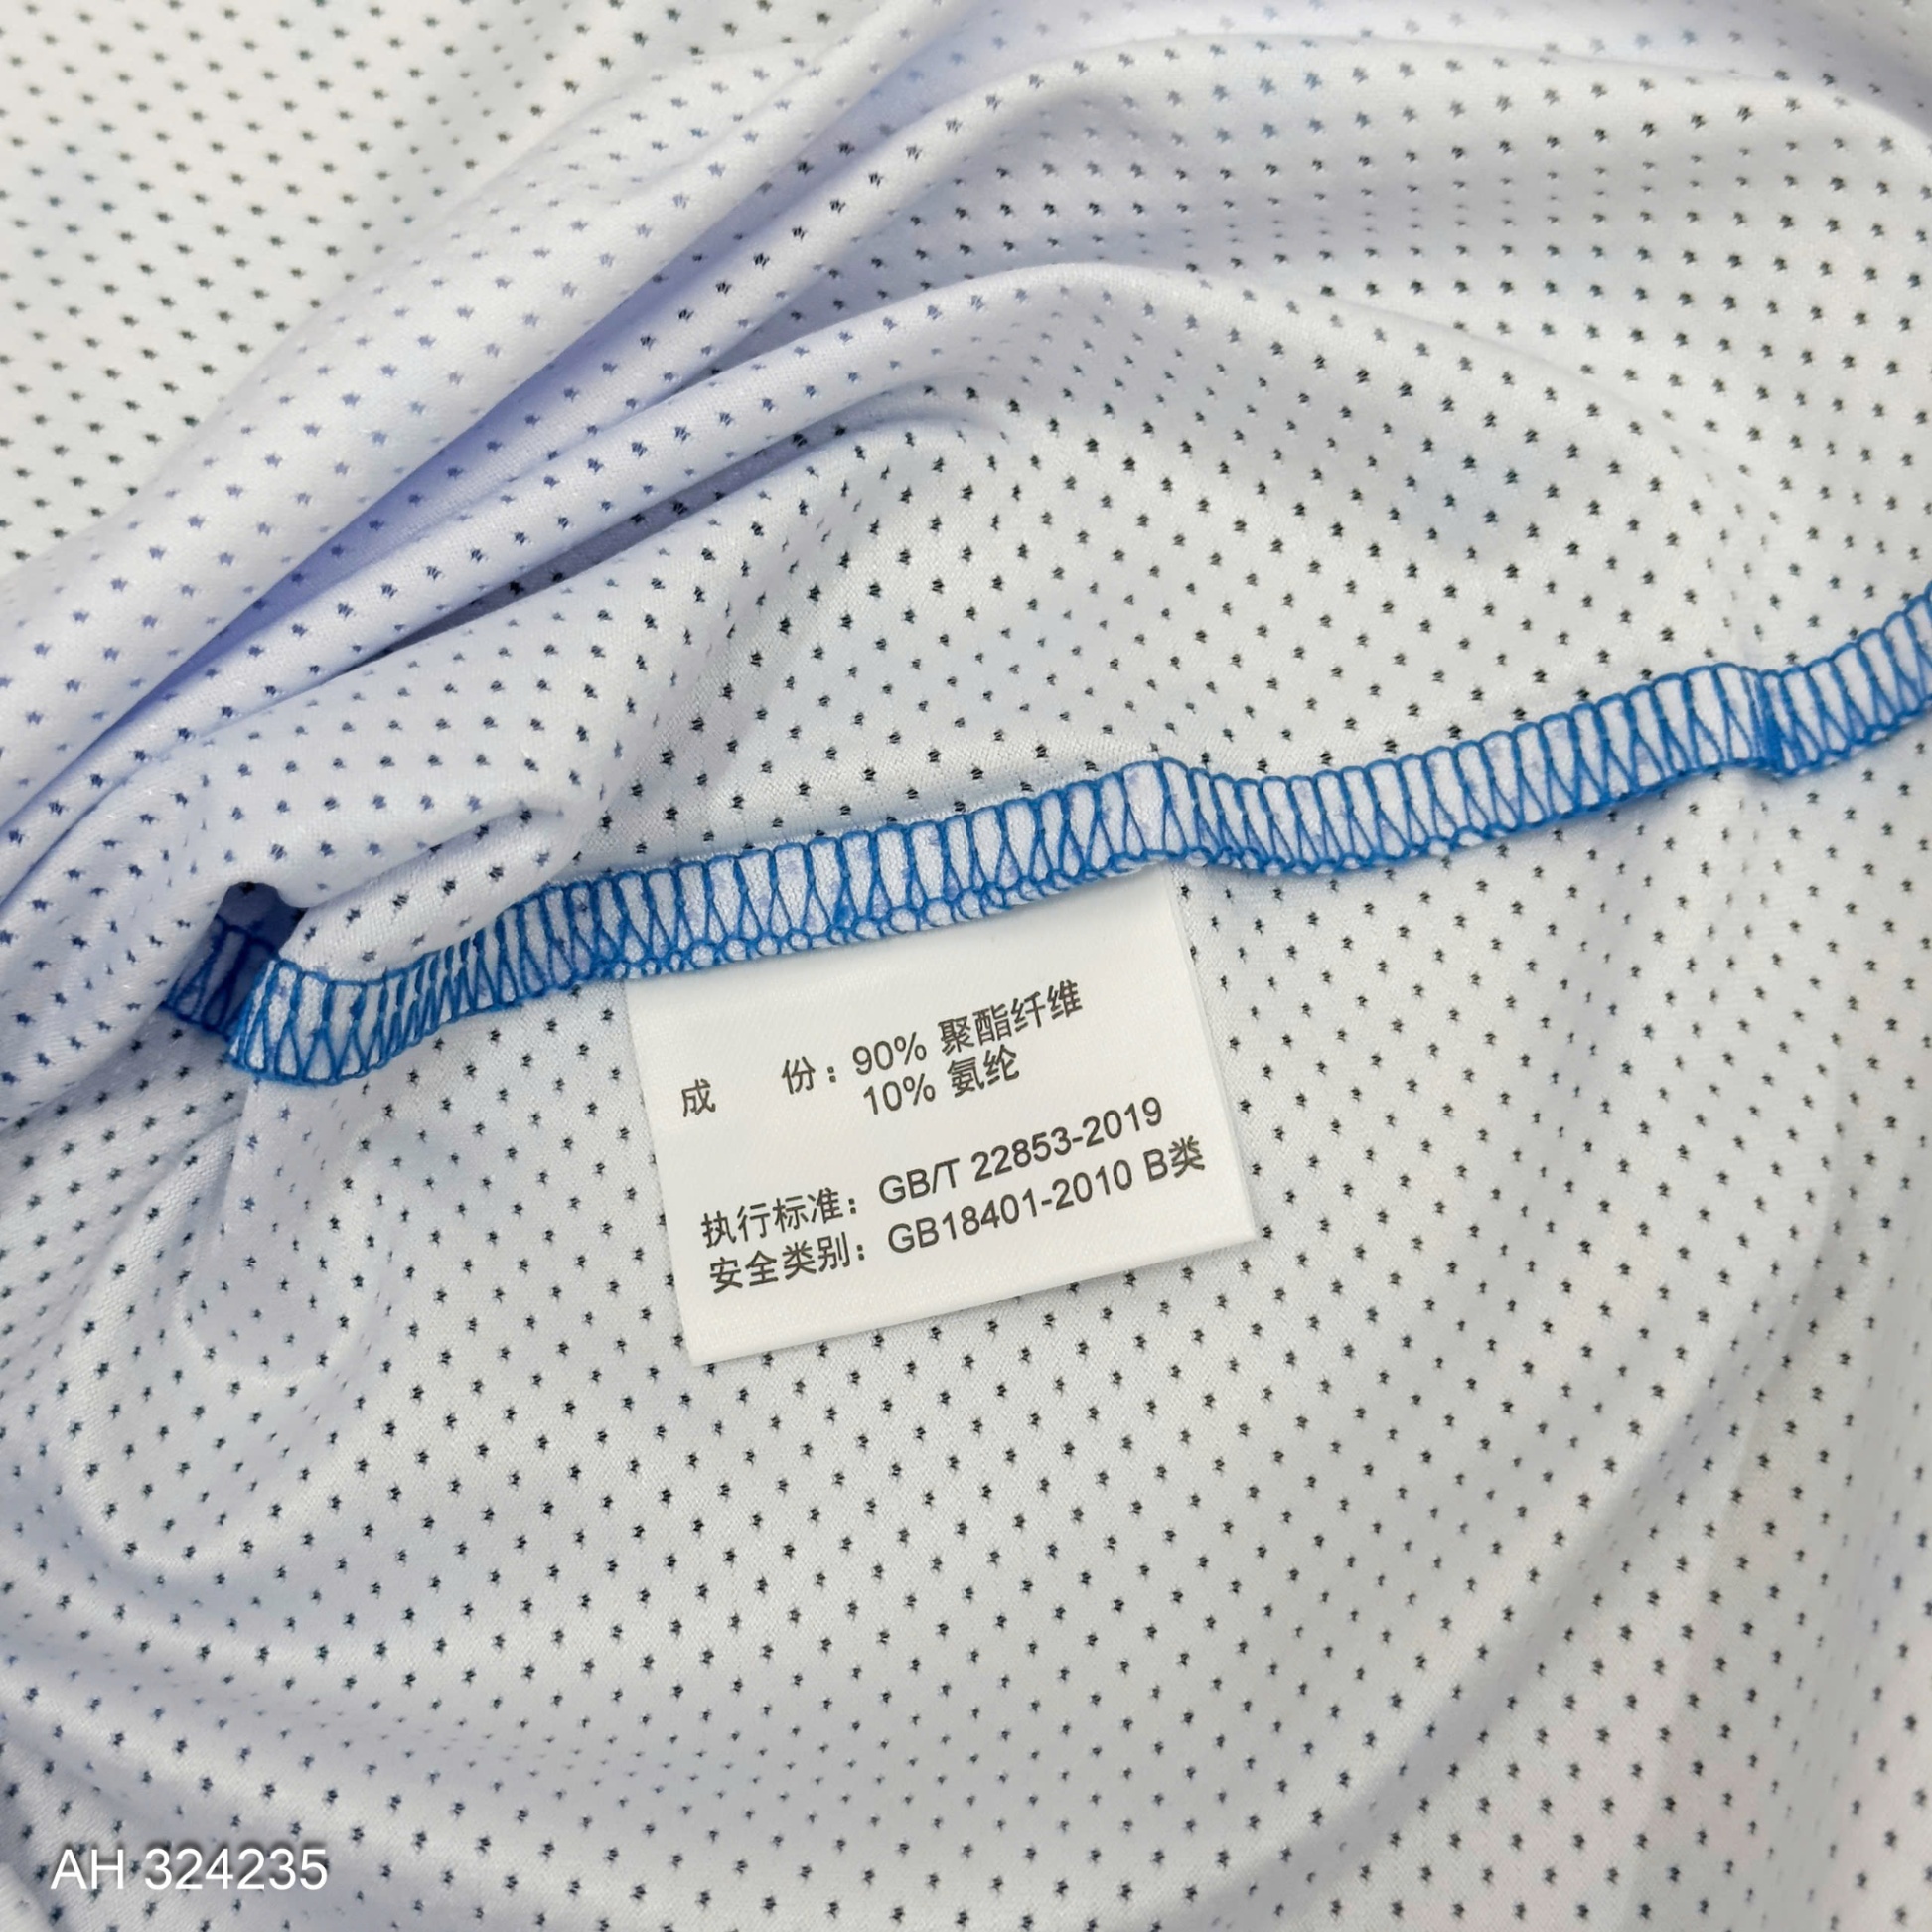 成 份：90% 聚酯纤维
10% 氨纶
执行标准：GB/T 22853-2019
安全类别：GB18401-2010 B类
AH 324235